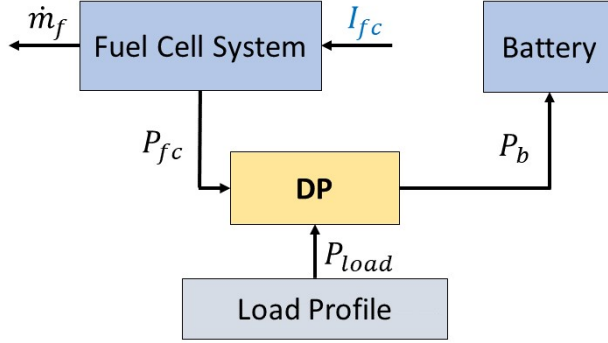 ṁ_f
Fuel Cell System
I_fc
Battery
P_fc
DP
P_b
P_load
Load Profile